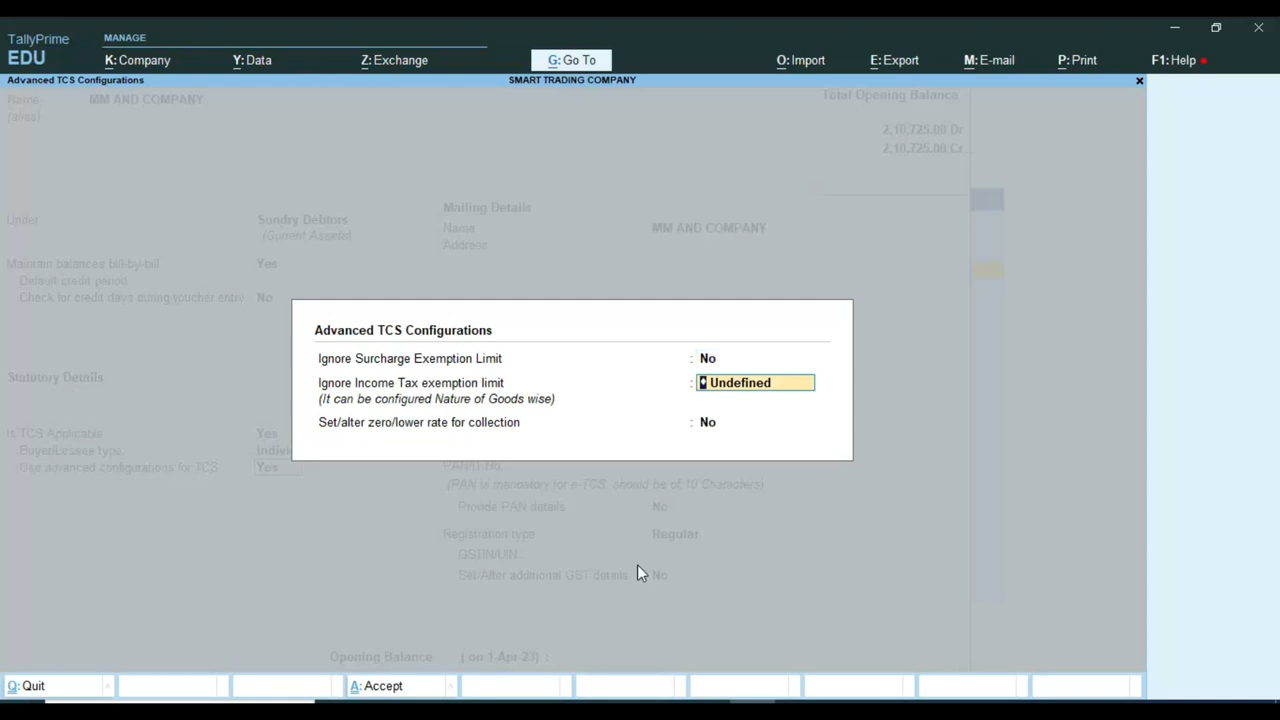 TallyPrime
EDU
MANAGE
K: Company
Y: Data
Z: Exchange
G: Go To
O: Import
E: Export
M: E-mail
P: Print
F1: Help
Advanced TCS Configurations
SMART TRADING COMPANY
Name
MM AND COMPANY
(alias)
Total Opening Balance
2,10,725.00 Dr
2,10,725.00 Cr
Under
Sundry Debtors
(Current Assets)
Mailing Details
Name
MM AND COMPANY
Address
Maintain balances bill-by-bill
Yes
Default credit period
Check for credit days during voucher entry
No
Advanced TCS Configurations
Ignore Surcharge Exemption Limit : No
Ignore Income Tax exemption limit : Undefined
(It can be configured Nature of Goods wise)
Set/alter zero/lower rate for collection : No
Statutory Details
Is TCS Applicable
Yes
Buyer/Lessee type
Use advanced configurations for TCS
Yes
PAN/It No.
(PAN is mandatory for e-TCS, should be of 10 Characters)
Provide PAN details
No
Registration type
Regular
GSTIN/UIN
Set/Alter additional GST details
No
Opening Balance ( on 1-Apr-23) :
Q: Quit
A: Accept